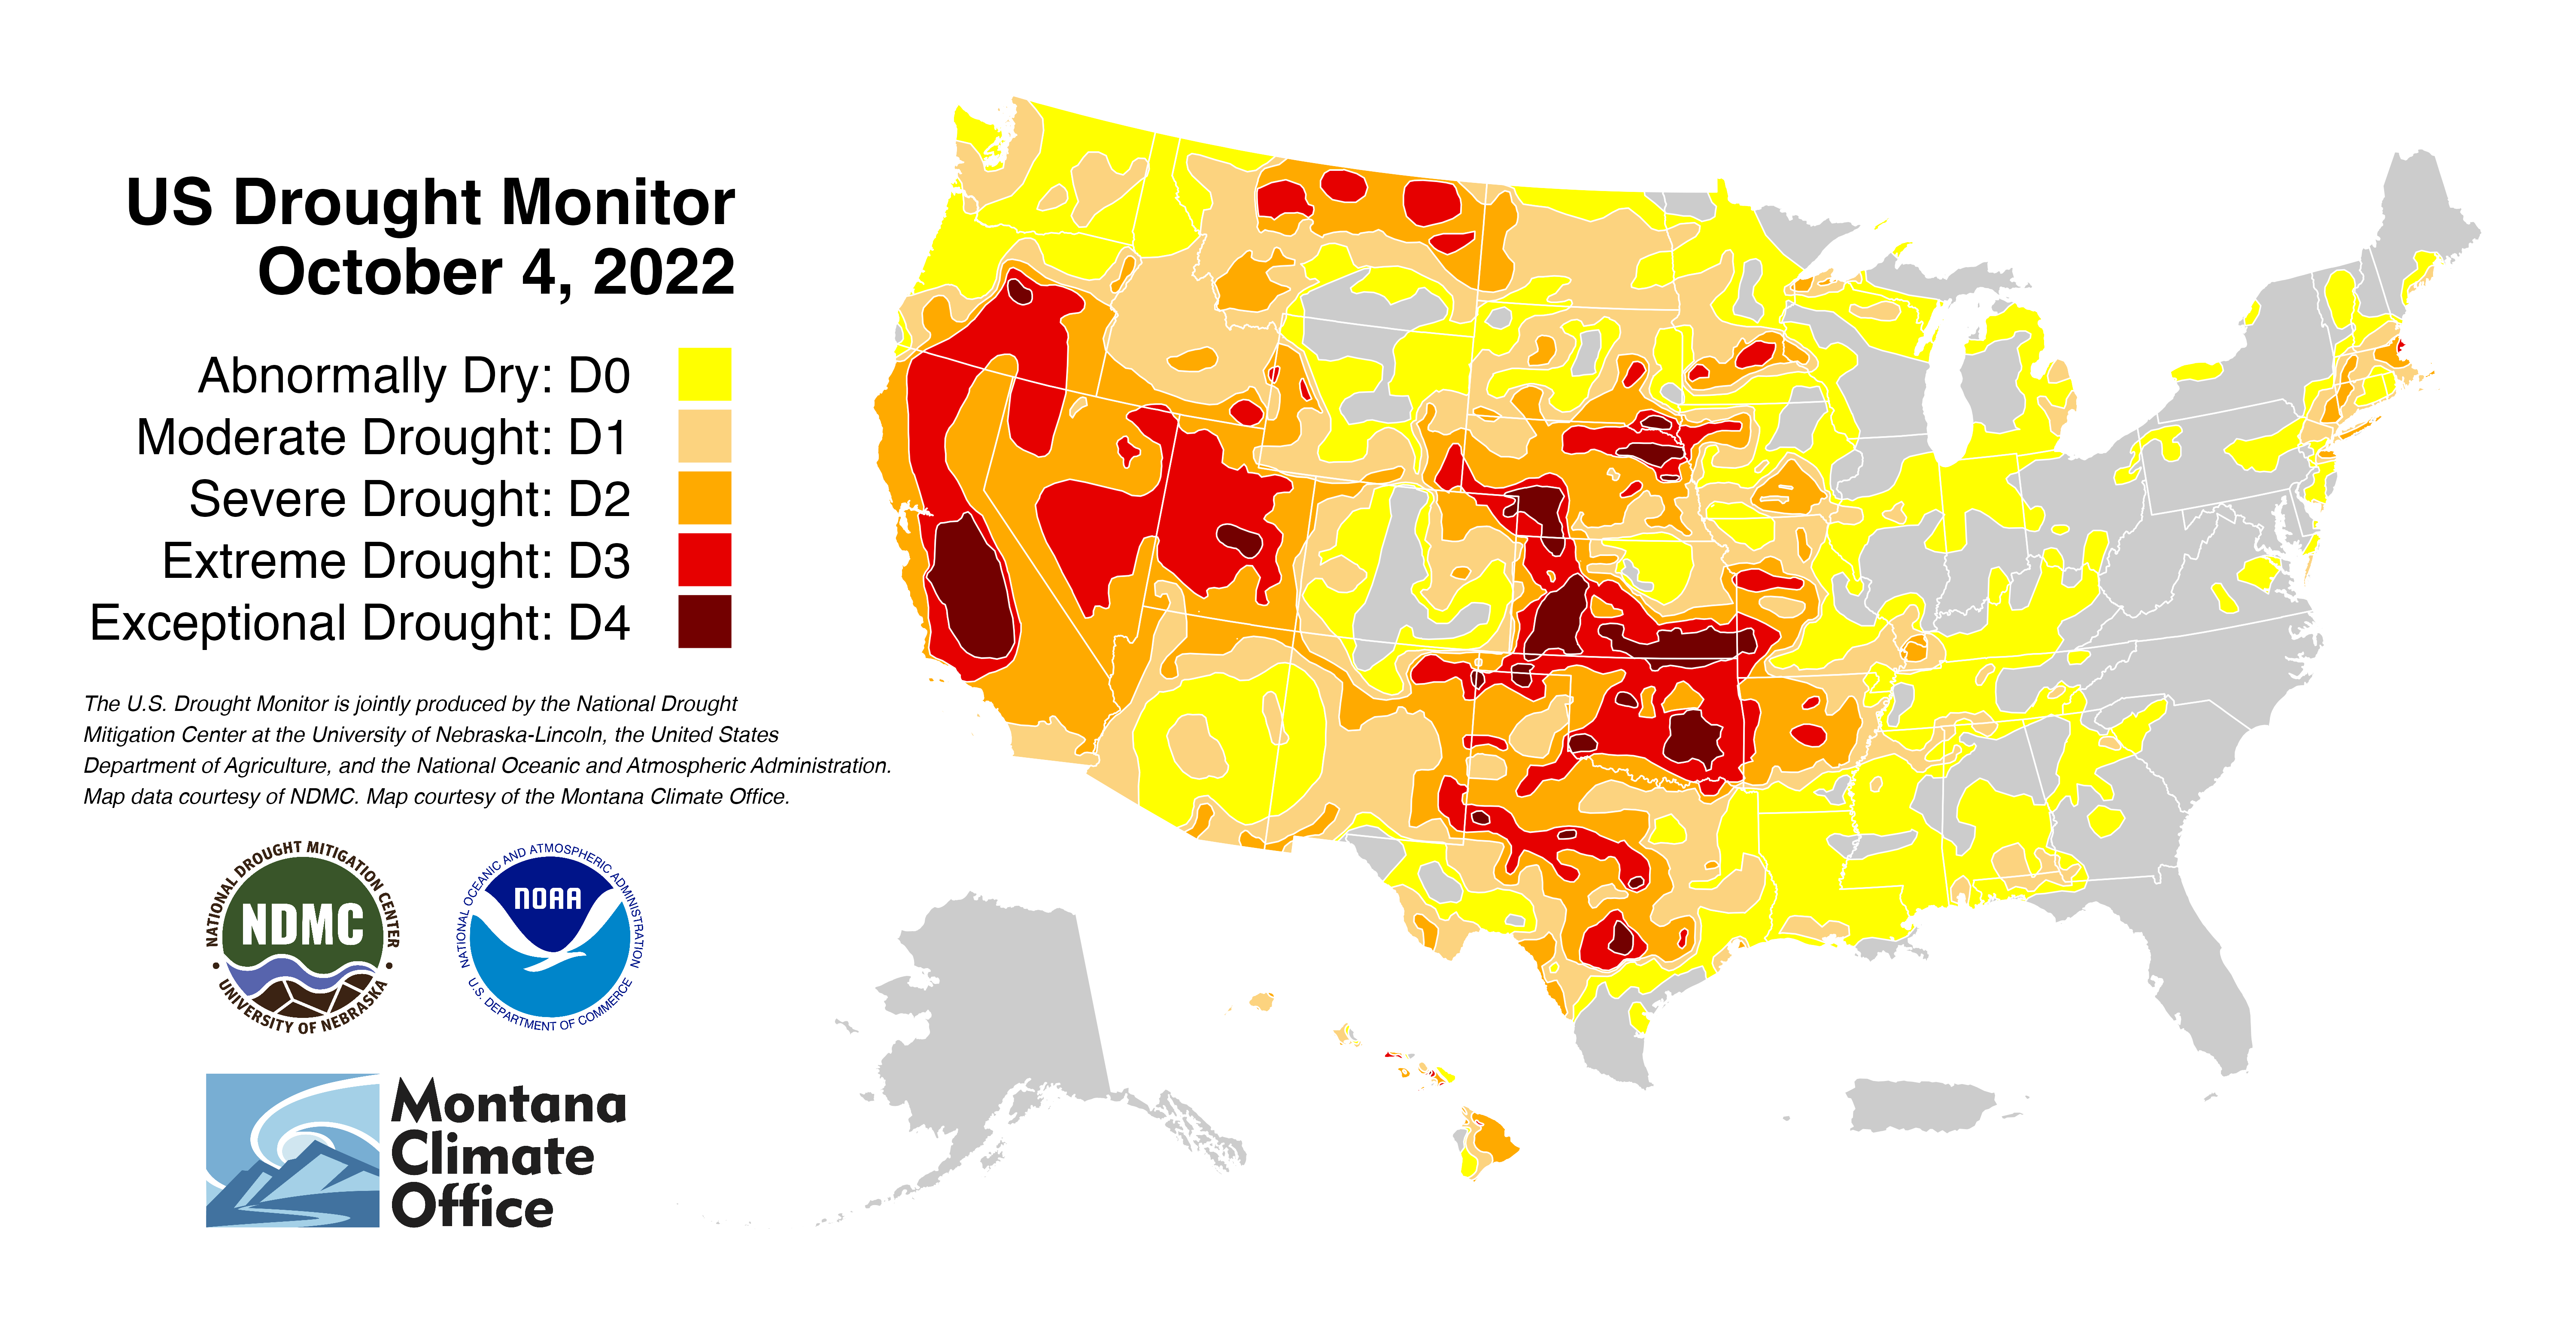 US Drought Monitor
October 4, 2022
Abnormally Dry: D0
Moderate Drought: D1
Severe Drought: D2
Extreme Drought: D3
Exceptional Drought: D4
The U.S. Drought Monitor is jointly produced by the National Drought
Mitigation Center at the University of Nebraska-Lincoln, the United States
Department of Agriculture, and the National Oceanic and Atmospheric Administration.
Map data courtesy of NDMC. Map courtesy of the Montana Climate Office.
NATIONAL DROUGHT MITIGATION CENTER
NDMC
• UNIVERSITY OF NEBRASKA •
NATIONAL OCEANIC AND ATMOSPHERIC ADMINISTRATION
NOAA
U.S. DEPARTMENT OF COMMERCE
Montana
Climate
Office